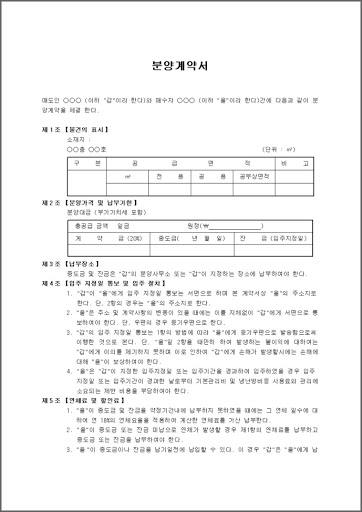 분양계약서
매도인 ○○○ (이하 "갑"이라 한다)와 매수자 ○○○ (이하 "을"이라 한다)간에 다음과 같이 분
양계약을 체결 한다.
제 1 조 【물건의 표시】
소재지 :
○○층 ○○호 (단위 : ㎡)
구 분 공 급 면 적 비 고
㎡ 전 용 공 용 공부상면적
제 2 조 【분양가격 및 납부기한】
분양대금 (부가가치세 포함)
총공급 금액 일금 원정(₩ )
계 약 금 (20%) 중도금( 년 월 일) 잔 금 (입주지정일)
제 3 조 【납부장소】
중도금 및 잔금은 "갑"의 분양사무소 또는 "갑"이 지정하는 장소에 납부하여야 한다.
제 4 조 【입주 지정일 통보 및 입주 절차】
1. "갑"이 "을"에게 입주 지정일 통보는 서면으로 하며 본 계약서상 "을"의 주소지로
한다. 단, 2항의 경우는 "을"의 주소지로 한다.
2. "을"은 주소 및 계약사항의 변동이 있을 때에는 이를 지체없이 "갑"에게 서면으로 통
보하여야 한다. 단, 우편의 경우 등기우편으로 한다.
3. "갑"의 입주 지정일 통보는 1항의 방법에 따라 "을"에게 등기우편으로 발송함으로써
이행한 것으로 본다. 단, "을"일 2항을 태만히 하여 발생하는 불이익에 대하여는
"갑"에게 이의를 제기하지 못하며 이로 인하여 "갑"에게 손해가 발생할시에는 손해에
대해 "을"이 보상하여야 한다.
4. "을"은 "갑"이 지정한 입주지정일 또는 입주기간을 경과하여 입주하였을 경우 입주
지정일 또는 입주기간이 경과한 날로부터 기본관리비 및 냉난방비등 사용료와 관리에
소요되는 제반 비용을 부담하여야 한다.
제 5 조 【연체료 및 할인료】
1. "을"이 중도금 및 잔금을 약정기간내에 납부하지 못하였을 때에는 그 연체 일수에 대
하여 연 18%의 연체요율을 적용하여 계산한 연체료를 가산 납부한다.
2. "을"이 중도금 또는 잔금 미납으로 연체가 발생할 경우 제1항의 연체료를 납부하고
중도금 또는 잔금을 납부하여야 한다.
3. "을"이 중도금이나 잔금을 납기일전에 납입할 수 있다. 이 경우 "갑"은 "을"에게 납